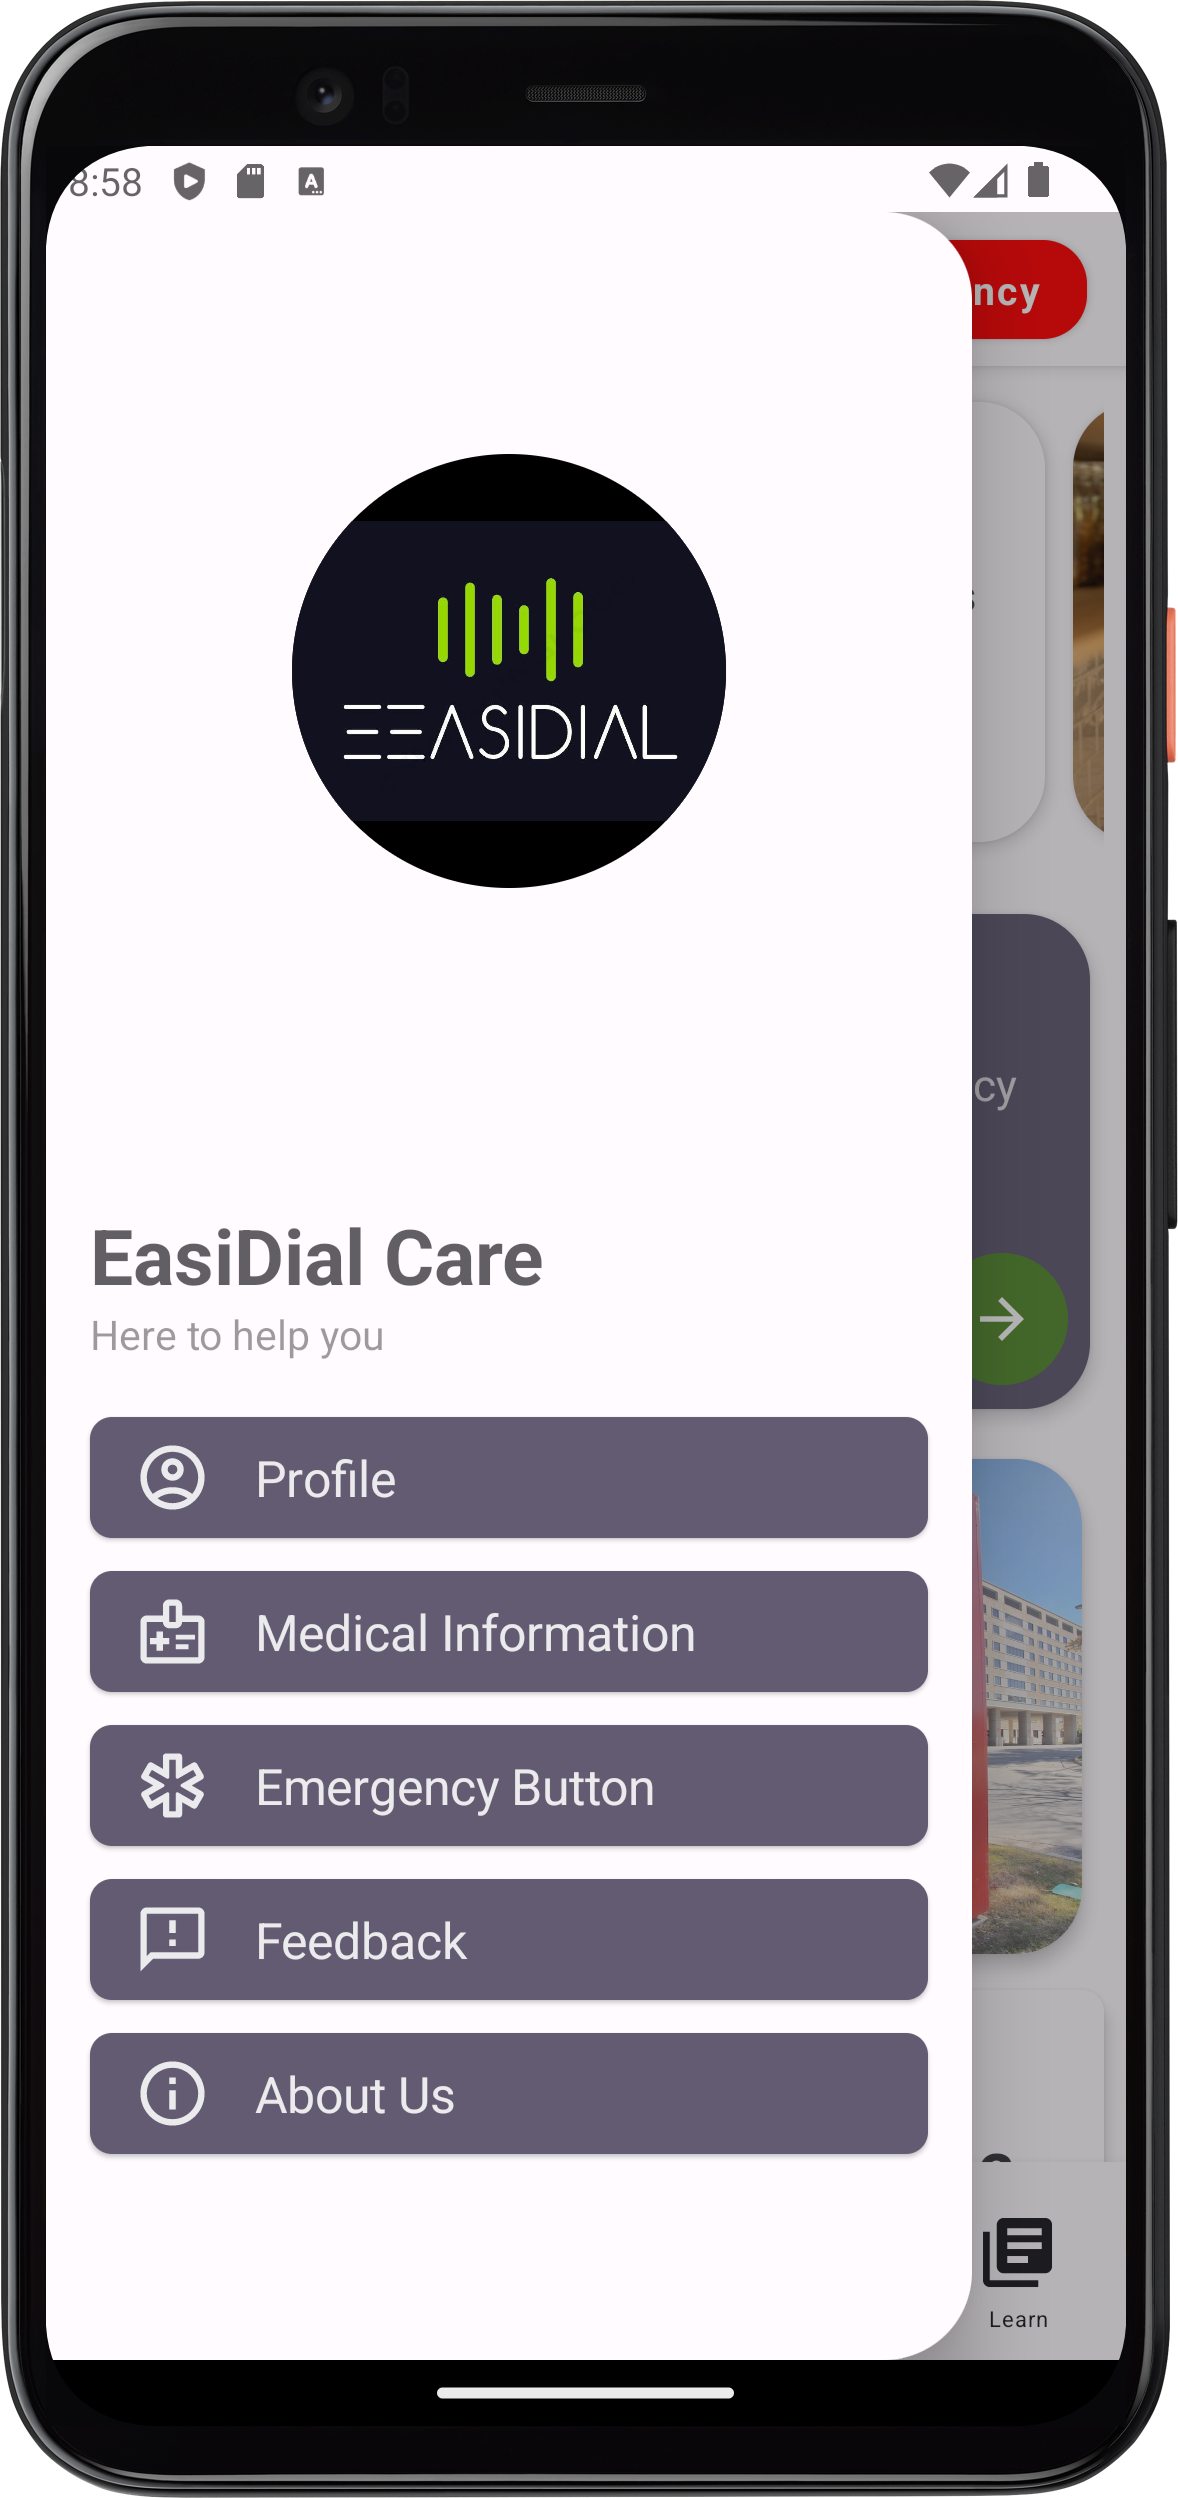 8:58
ncy
EEASIDIAL
cy
EasiDial Care
Here to help you
Profile
Medical Information
Emergency Button
Feedback
About Us
Learn